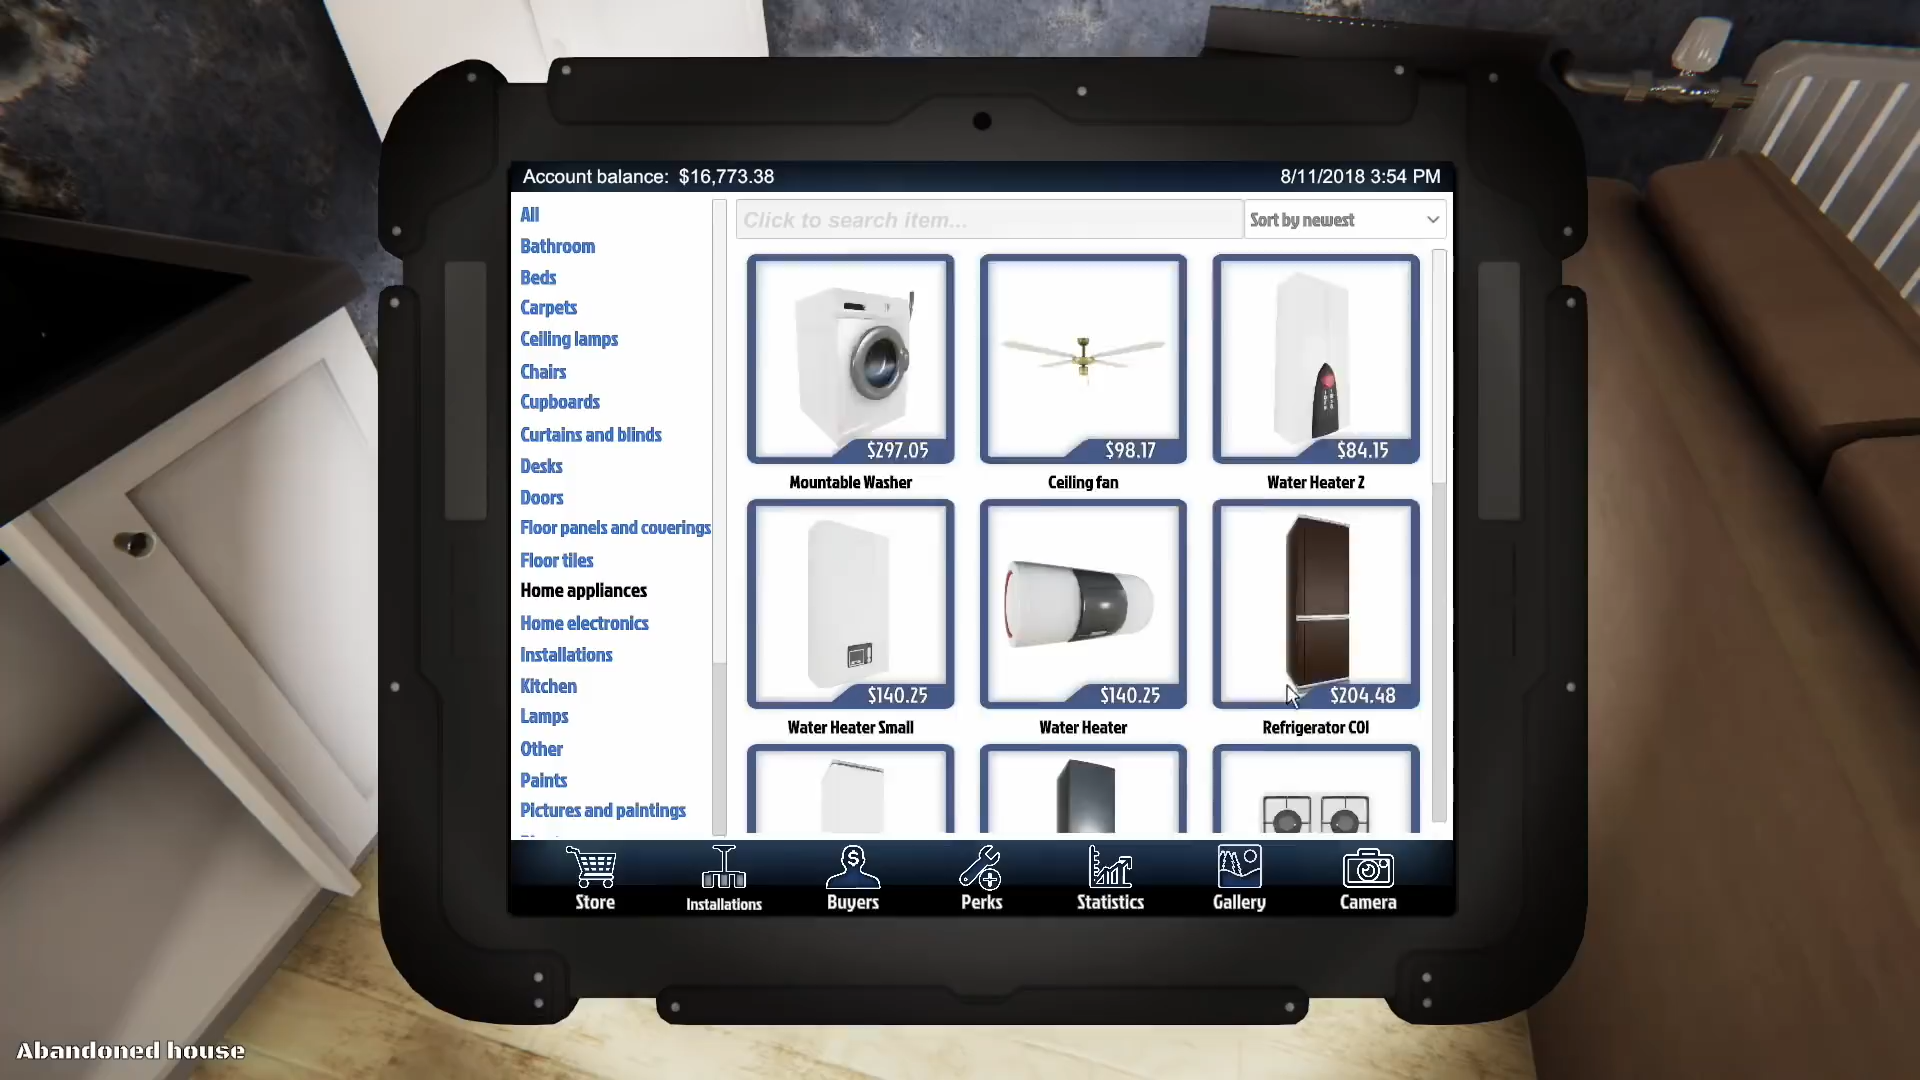 Account balance: $16,773.38
8/11/2018 3:54 PM
All
Bathroom
Beds
Carpets
Ceiling lamps
Chairs
Cupboards
Curtains and blinds
Desks
Doors
Floor panels and coverings
Floor tiles
Home appliances
Home electronics
Installations
Kitchen
Lamps
Other
Paints
Pictures and paintings
Click to search item...
Sort by newest
$297.05
$98.17
$84.15
Mountable Washer
Ceiling fan
Water Heater 2
$140.25
$140.25
$204.48
Water Heater Small
Water Heater
Refrigerator C01
Store
Installations
Buyers
Perks
Statistics
Gallery
Camera
Abandoned house